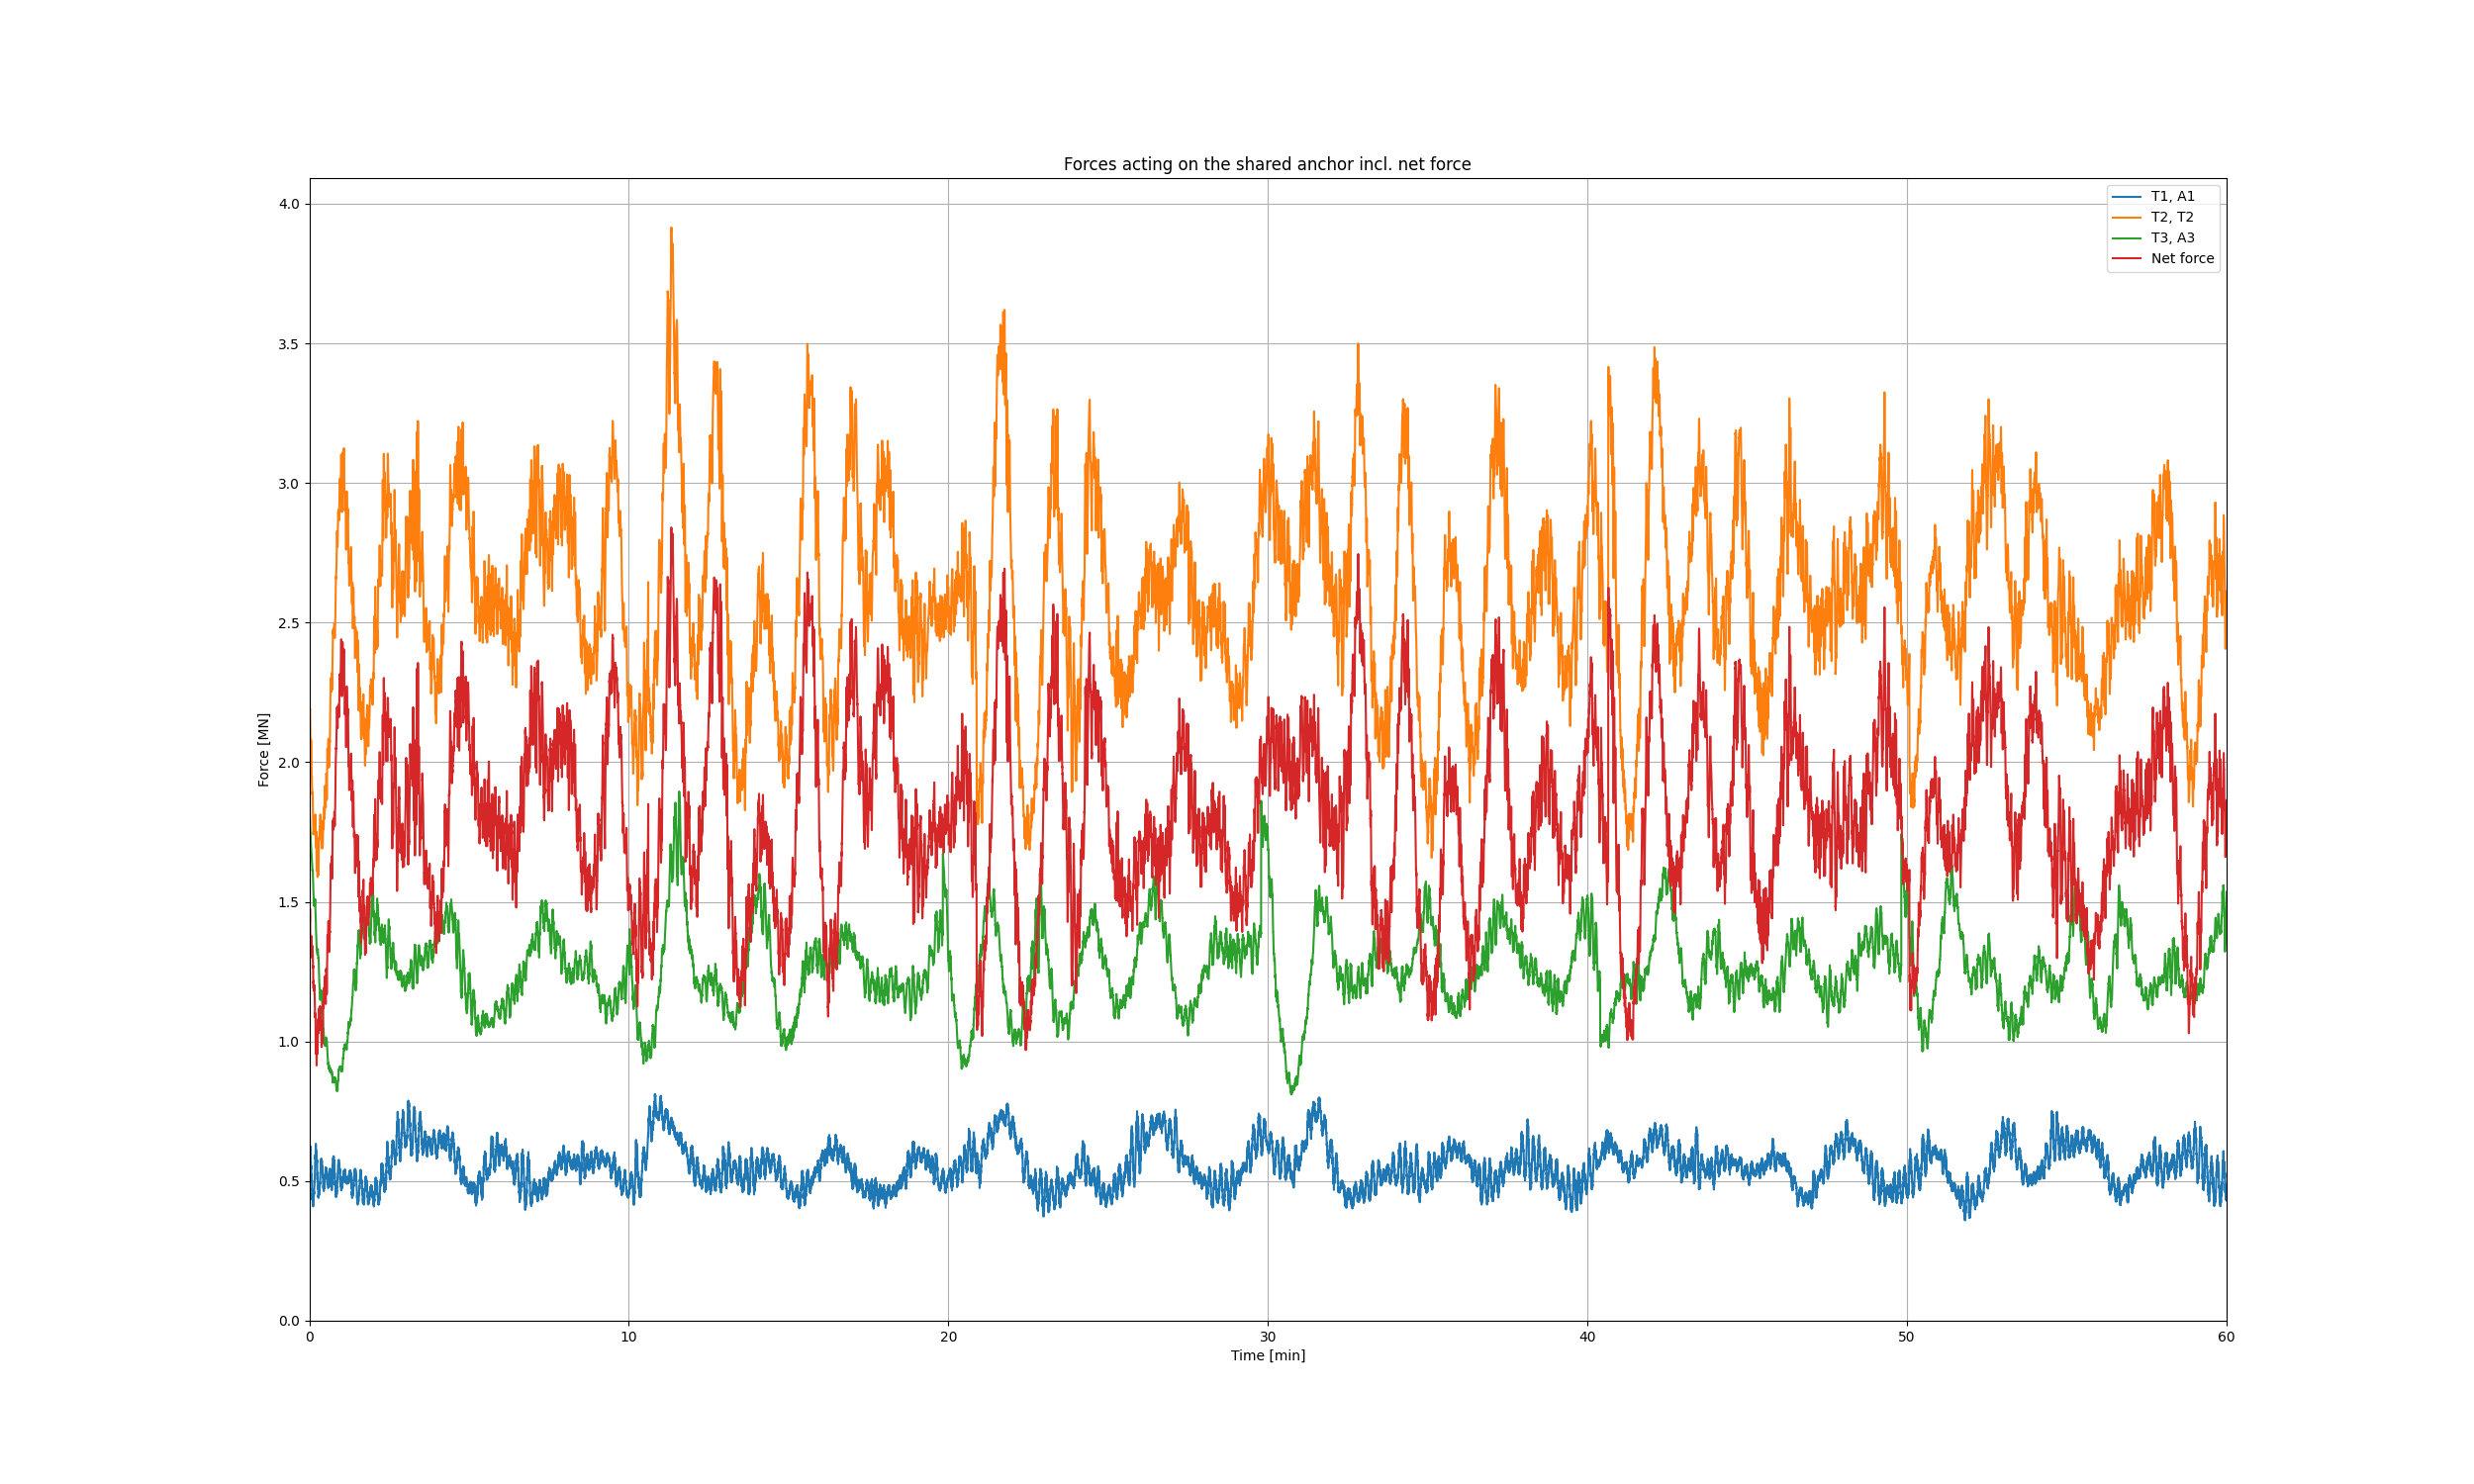 Forces acting on the shared anchor incl. net force
T1, A1
T2, T2
T3, A3
Net force
Force [MN]
4.0
3.5
3.0
2.5
2.0
1.5
1.0
0.5
0.0
0 10 20 30 40 50 60
Time [min]